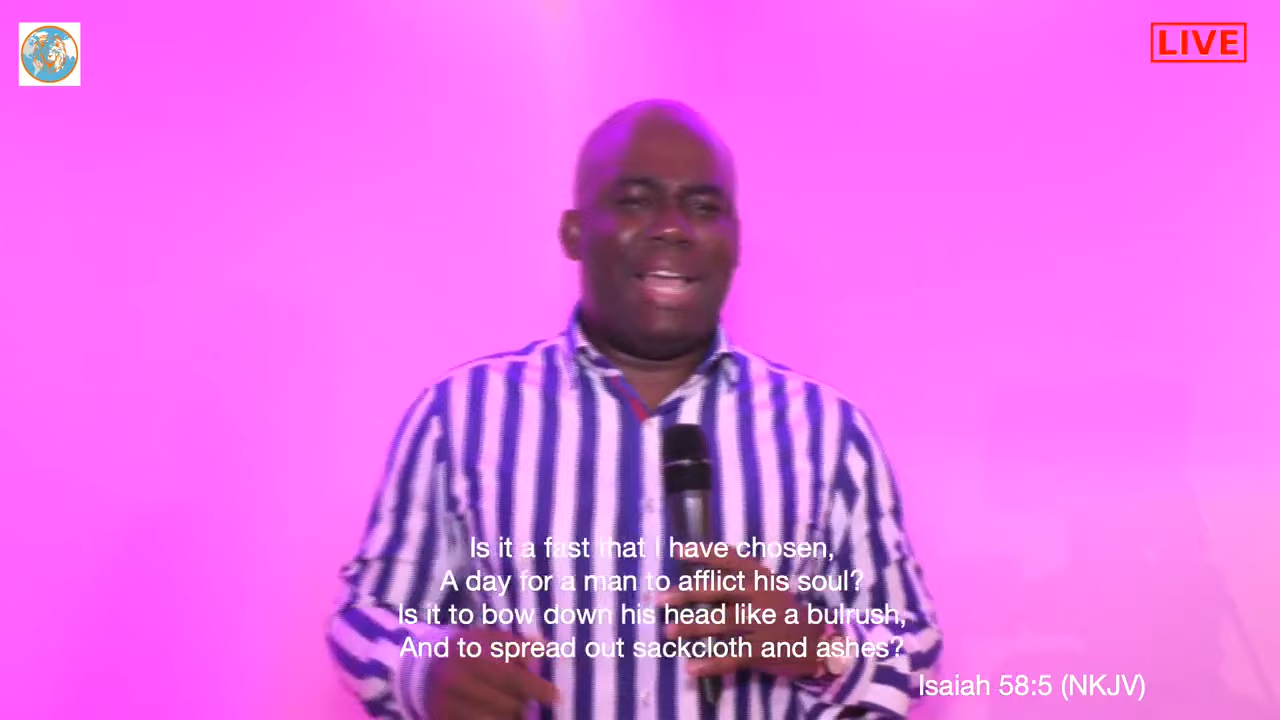 LIVE
Is it a fast that I have chosen,
A day for a man to afflict his soul?
Is it to bow down his head like a bulrush,
And to spread out sackcloth and ashes?
Isaiah 58:5 (NKJV)